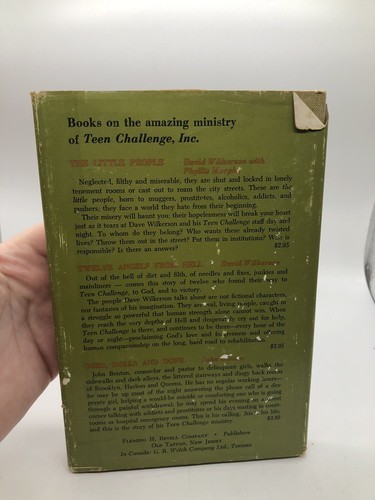 Books on the amazing ministry
of Teen Challenge, Inc.
THE LITTLE PEOPLE David Wilkerson with
Phyllis Murphy
Neglected, filthy and miserable, they are shut and locked in lonely
tenement rooms or cast out to roam the city streets. These are the
little people, born to muggers, prostitutes, alcoholics, addicts, and
pushers; they face a world they hate from their beginning.
Their misery will haunt you; their hopelessness will break your heart
just as it tears at Dave Wilkerson and his Teen Challenge staff day and
night. To whom do they belong? Who wants these already twisted
lives? Throw them out in the street? Put them in institutions? Who is
responsible? Is there an answer? $2.95
TWELVE ANGELS FROM HELL David Wilkerson
Out of the hell of dirt and filth, of needles and fixes, junkies and
mainliners — comes this story of twelve who found their way to
Teen Challenge, to God, and to victory.
The people Dave Wilkerson talks about are not fictional characters,
not fantasies of his imagination. They are real, living people, caught in
a struggle so powerful that human strength alone cannot win. When
they reach the very depths of Hell and desperately cry out for help,
Teen Challenge is there, and continues to be there—every hour of the
day or night—proclaiming God's love and forgiveness and offering
human companionship on the long, hard road to rehabilitation.
$2.95
DEBS, DOLLS AND DOPE
John Benton, counselor and pastor to delinquent girls, walks the
sidewalks and dark alleys, the littered stairways and dingy back rooms
of Brooklyn, Harlem and Queens. He has no regular working hours—
he may be up most of the night answering the phone call of a des-
perate girl, helping a would-be suicide or comforting one who is going
through a painful withdrawal; he may spend his evening on a street
corner talking with addicts and prostitutes or his days waiting in court-
rooms or hospital emergency rooms. This is his calling, this is his life,
and this is the story of his Teen Challenge ministry.
FLEMING H. REVELL COMPANY • Publishers
OLD TAPPAN, NEW JERSEY
In Canada: G. R. Welch Company Ltd., Toronto